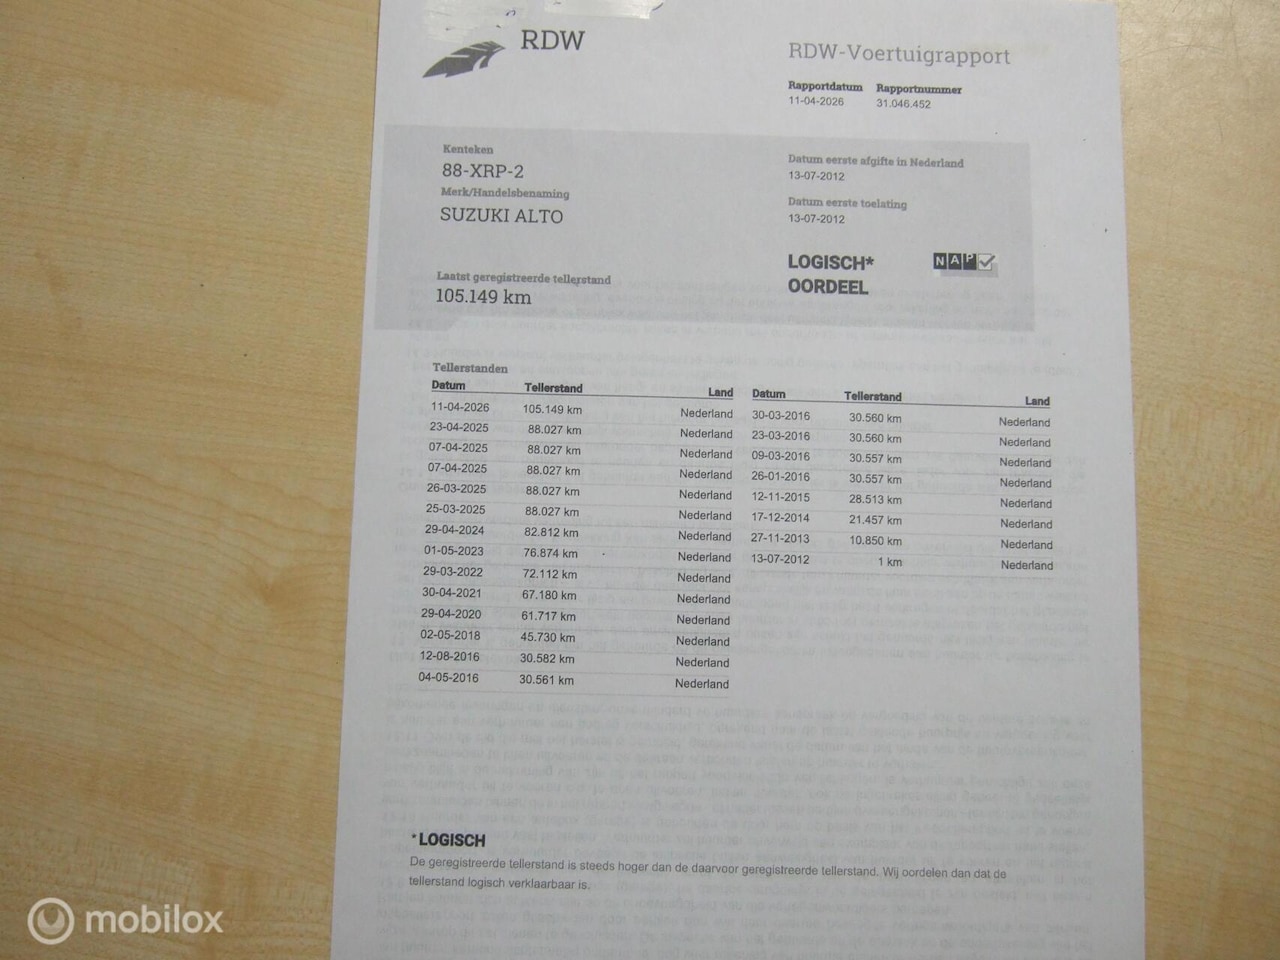 RDW
RDW-Voertuigrapport
Rapportdatum Rapportnummer
11-04-2026 31.046.452
Kenteken
88-XRP-2
Merk/Handelsbenaming
SUZUKI ALTO
Datum eerste afgifte in Nederland
13-07-2012
Datum eerste toelating
13-07-2012
Laatst geregistreerde tellerstand
105.149 km
LOGISCH*
OORDEEL
NAP
Tellerstanden
Datum Tellerstand Land
11-04-2026 105.149 km Nederland
23-04-2025 88.027 km Nederland
07-04-2025 88.027 km Nederland
07-04-2025 88.027 km Nederland
26-03-2025 88.027 km Nederland
25-03-2025 88.027 km Nederland
29-04-2024 82.812 km Nederland
01-05-2023 76.874 km Nederland
29-03-2022 72.112 km Nederland
30-04-2021 67.180 km Nederland
29-04-2020 61.717 km Nederland
02-05-2018 45.730 km Nederland
12-08-2016 30.582 km Nederland
04-05-2016 30.561 km Nederland
Datum Tellerstand Land
30-03-2016 30.560 km Nederland
23-03-2016 30.560 km Nederland
09-03-2016 30.557 km Nederland
26-01-2016 30.557 km Nederland
12-11-2015 28.513 km Nederland
17-12-2014 21.457 km Nederland
27-11-2013 10.850 km Nederland
13-07-2012 1 km Nederland
*LOGISCH
De geregistreerde tellerstand is steeds hoger dan de daarvoor geregistreerde tellerstand. Wij oordelen dan dat de
tellerstand logisch verklaarbaar is.
mobilox